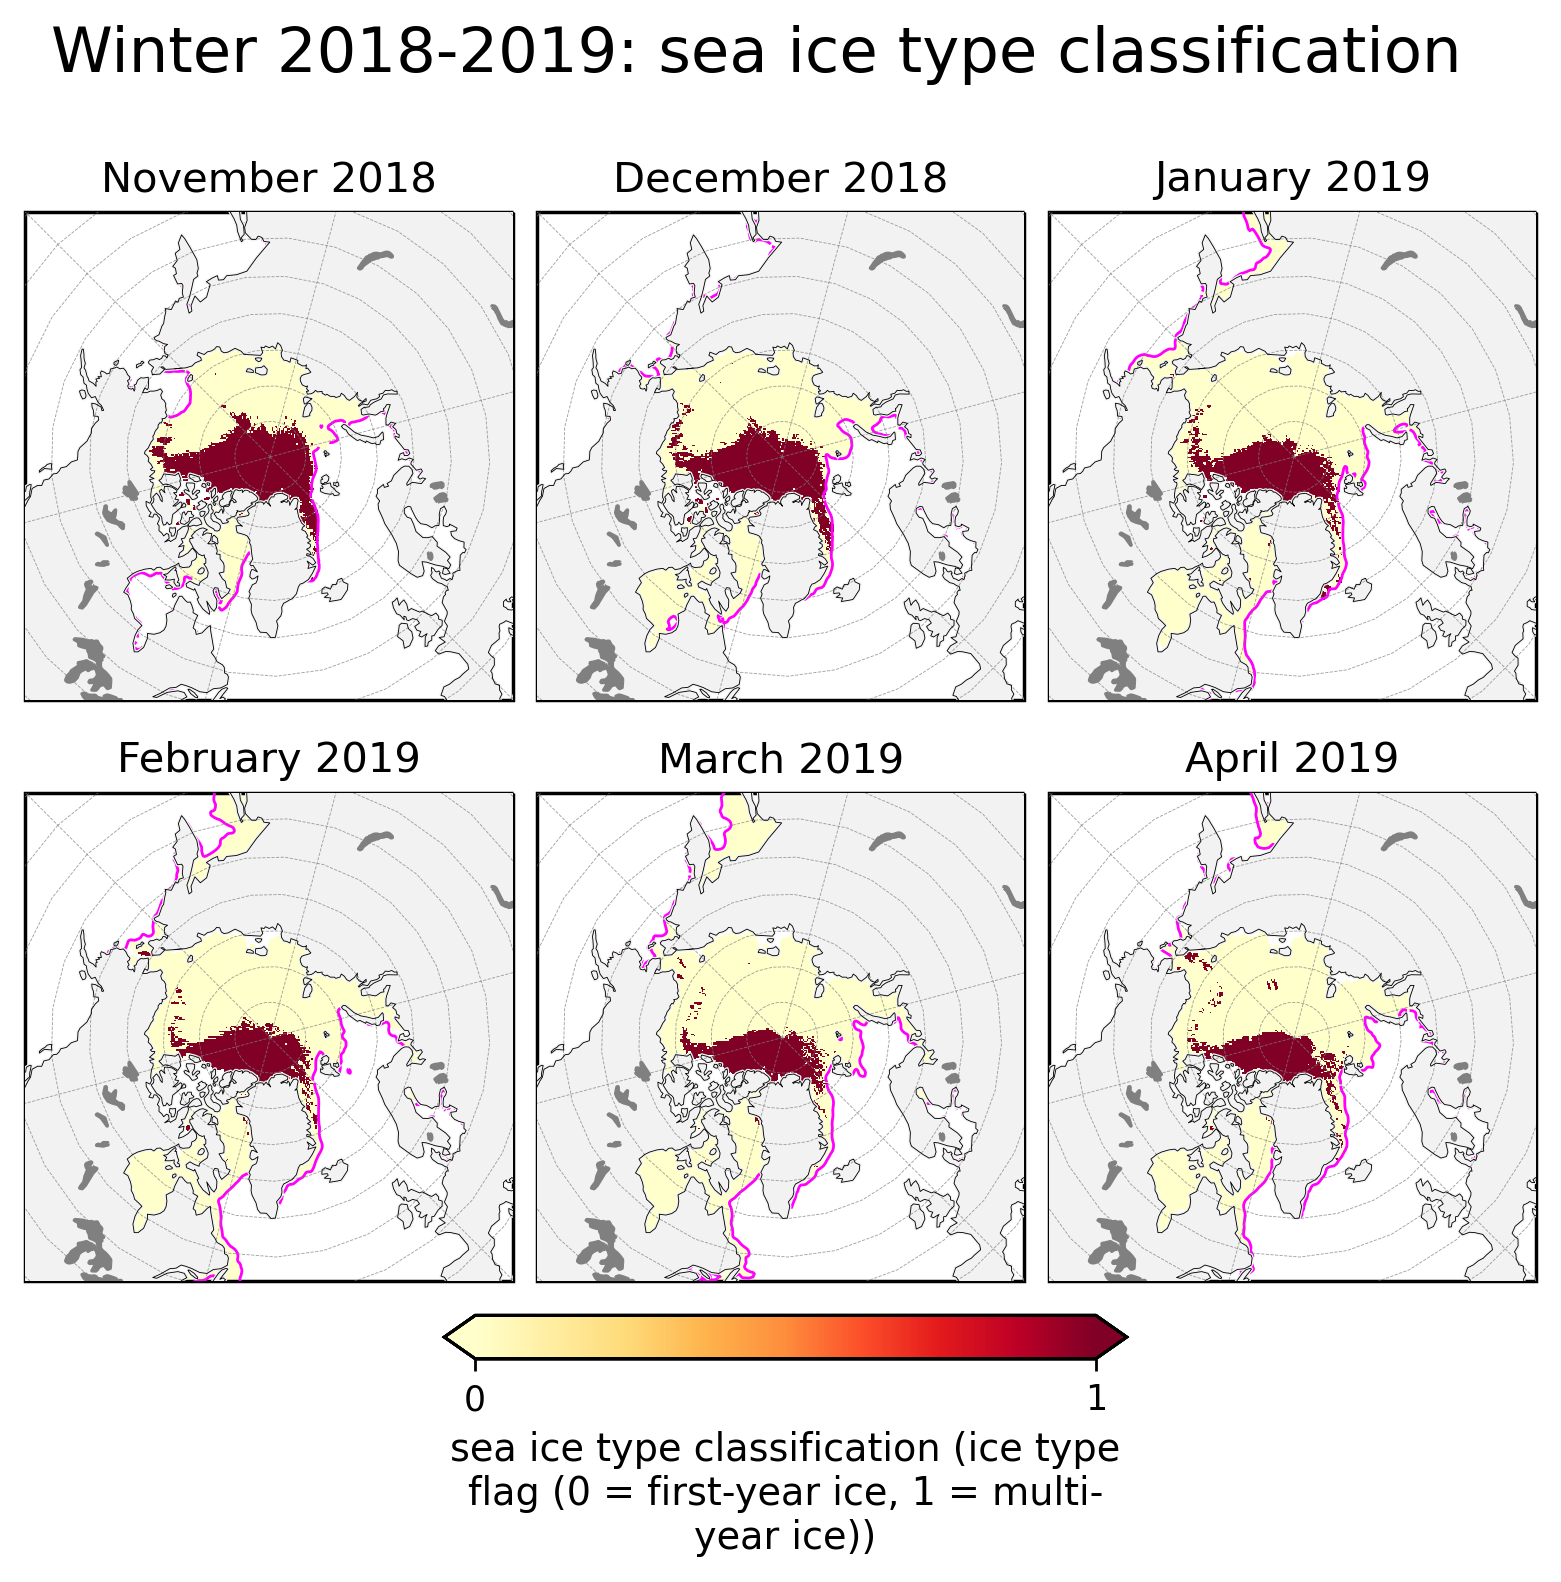 Winter 2018-2019: sea ice type classification
November 2018
December 2018
January 2019
February 2019
March 2019
April 2019
0
1
sea ice type classification (ice type
flag (0 = first-year ice, 1 = multi-
year ice))